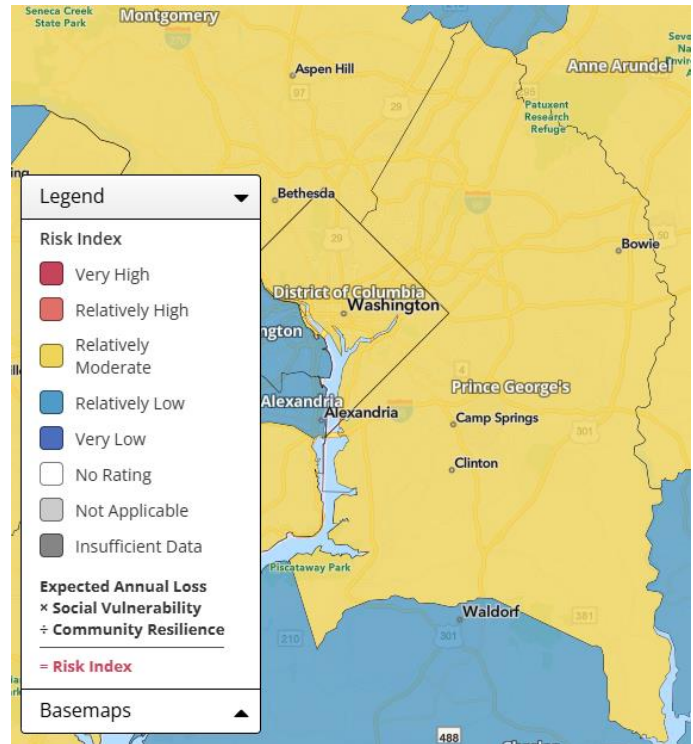 Seneca Creek
State Park
Montgomery
Aspen Hill
97
29
95
Anne Arundel
Patuxent
Research
Refuge
Bethesda
29
50
Bowie
District of Columbia
Washington
4
Prince George's
Alexandria
Alexandria
Camp Springs
301
Clinton
Piscataway Park
Waldorf
210
301
381
488
Legend
Risk Index
Very High
Relatively High
Relatively
Moderate
Relatively Low
Very Low
No Rating
Not Applicable
Insufficient Data
Expected Annual Loss
× Social Vulnerability
÷ Community Resilience
= Risk Index
Basemaps